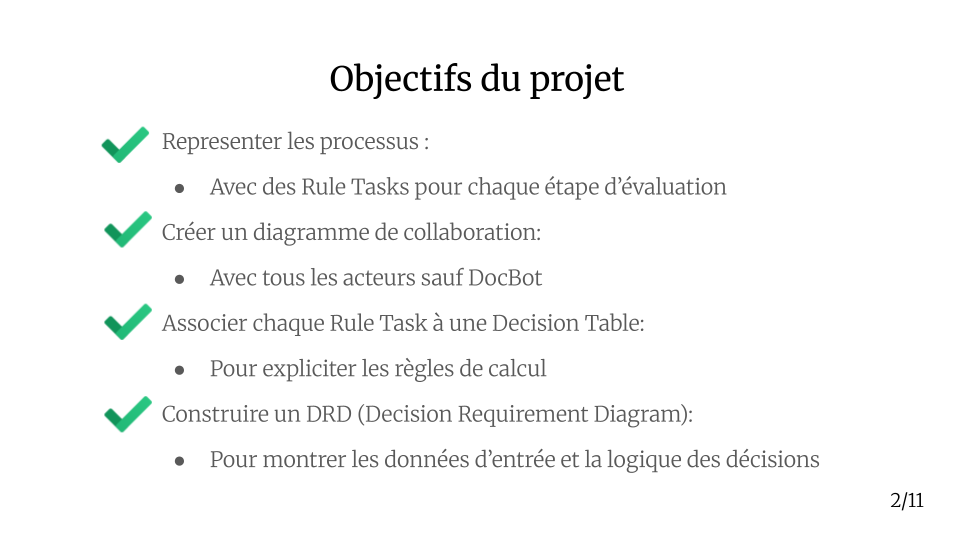 Objectifs du projet
Representer les processus :
● Avec des Rule Tasks pour chaque étape d’évaluation
Créer un diagramme de collaboration:
● Avec tous les acteurs sauf DocBot
Associer chaque Rule Task à une Decision Table:
● Pour expliciter les règles de calcul
Construire un DRD (Decision Requirement Diagram):
● Pour montrer les données d’entrée et la logique des décisions
2/11